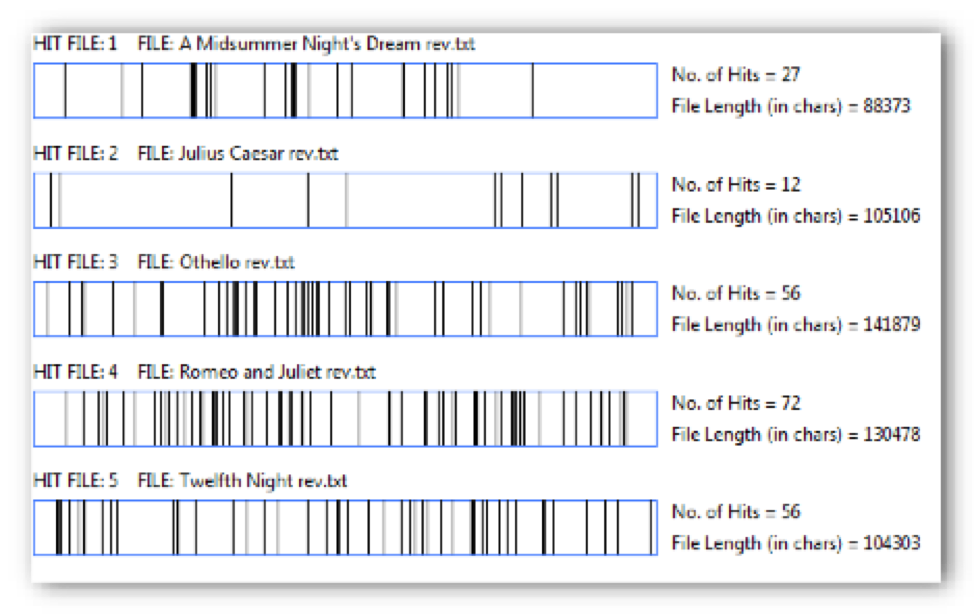 HIT FILE: 1 FILE: A Midsummer Night's Dream rev.txt
No. of Hits = 27
File Length (in chars) = 88373
HIT FILE: 2 FILE: Julius Caesar rev.txt
No. of Hits = 12
File Length (in chars) = 105106
HIT FILE: 3 FILE: Othello rev.txt
No. of Hits = 56
File Length (in chars) = 141879
HIT FILE: 4 FILE: Romeo and Juliet rev.txt
No. of Hits = 72
File Length (in chars) = 130478
HIT FILE: 5 FILE: Twelfth Night rev.txt
No. of Hits = 56
File Length (in chars) = 104303